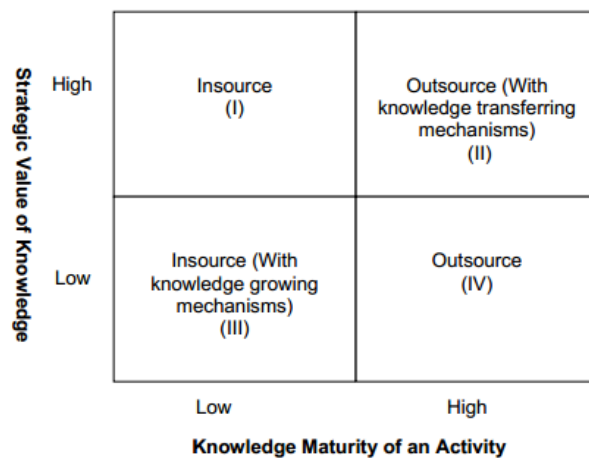 Strategic Value of Knowledge
High
Insource
(I)
Outsource (With
knowledge transferring
mechanisms)
(II)
Low
Insource (With
knowledge growing
mechanisms)
(III)
Outsource
(IV)
Low
High
Knowledge Maturity of an Activity